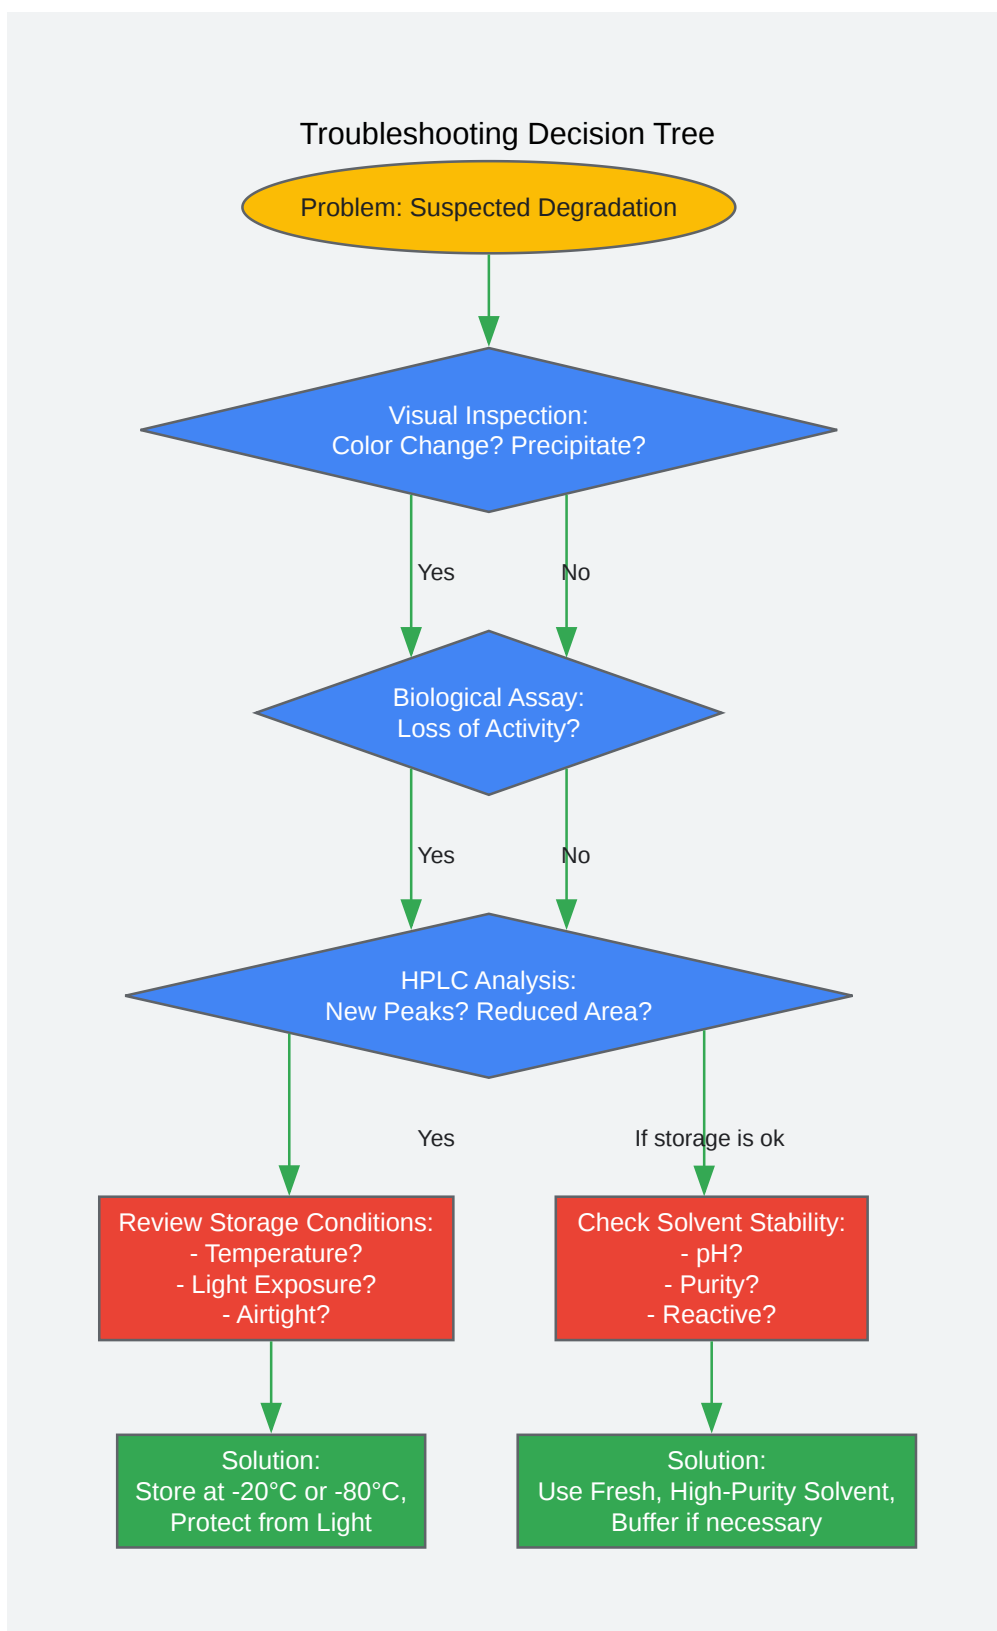 Troubleshooting Decision Tree
Problem: Suspected Degradation
Visual Inspection:
Color Change? Precipitate?
Yes
No
Biological Assay:
Loss of Activity?
Yes
No
HPLC Analysis:
New Peaks? Reduced Area?
Yes
If storage is ok
Review Storage Conditions:
- Temperature?
- Light Exposure?
- Airtight?
Check Solvent Stability:
- pH?
- Purity?
- Reactive?
Solution:
Store at -20°C or -80°C,
Protect from Light
Solution:
Use Fresh, High-Purity Solvent,
Buffer if necessary